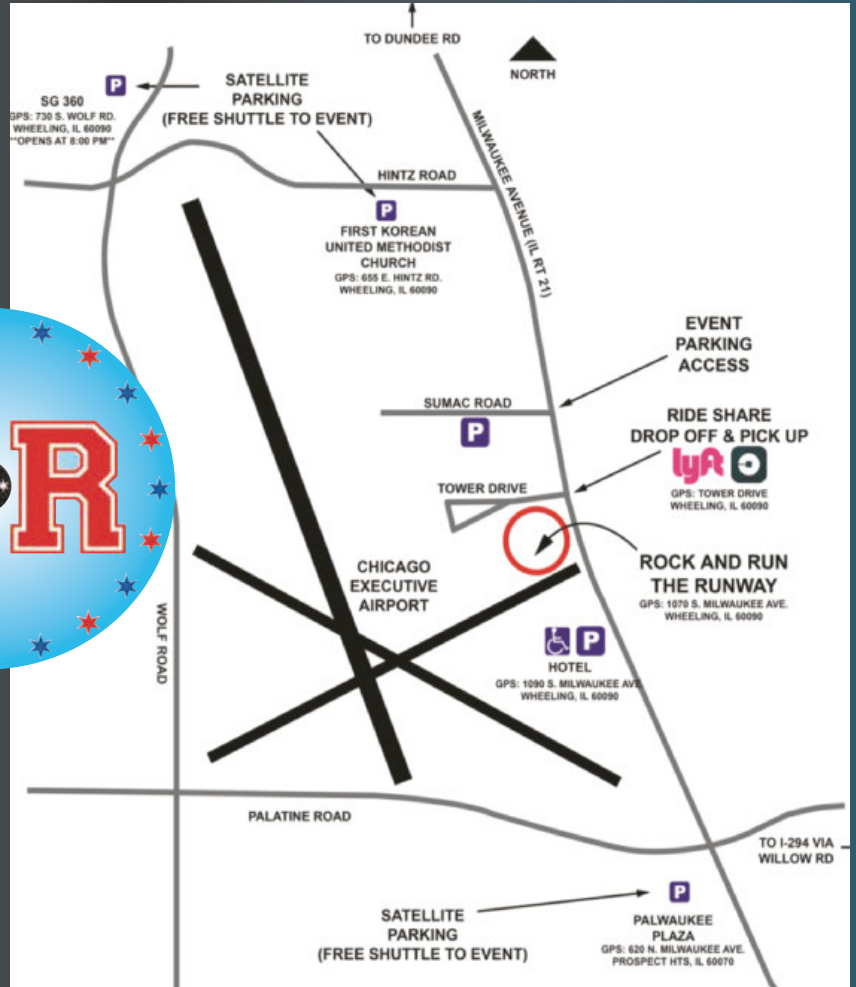 TO DUNDEE RD
NORTH
P
SG 360
GPS: 730 S. WOLF RD.
WHEELING, IL 60090
**OPENS AT 8:00 PM**
SATELLITE
PARKING
(FREE SHUTTLE TO EVENT)
MILWAUKEE AVENUE (IL RT 21)
HINTZ ROAD
P
FIRST KOREAN
UNITED METHODIST
CHURCH
GPS: 655 E. HINTZ RD.
WHEELING, IL 60090
EVENT
PARKING
ACCESS
SUMAC ROAD
P
RIDE SHARE
DROP OFF & PICK UP
lyft
GPS: TOWER DRIVE
WHEELING, IL 60090
TOWER DRIVE
R
CHICAGO
EXECUTIVE
AIRPORT
ROCK AND RUN
THE RUNWAY
GPS: 1070 S. MILWAUKEE AVE.
WHEELING, IL 60090
WOLF ROAD
P
HOTEL
GPS: 1090 S. MILWAUKEE AVE
WHEELING, IL 60090
PALATINE ROAD
TO I-294 VIA
WILLOW RD
SATELLITE
PARKING
(FREE SHUTTLE TO EVENT)
P
PALWAUKEE
PLAZA
GPS: 620 N. MILWAUKEE AVE.
PROSPECT HTS, IL 60070